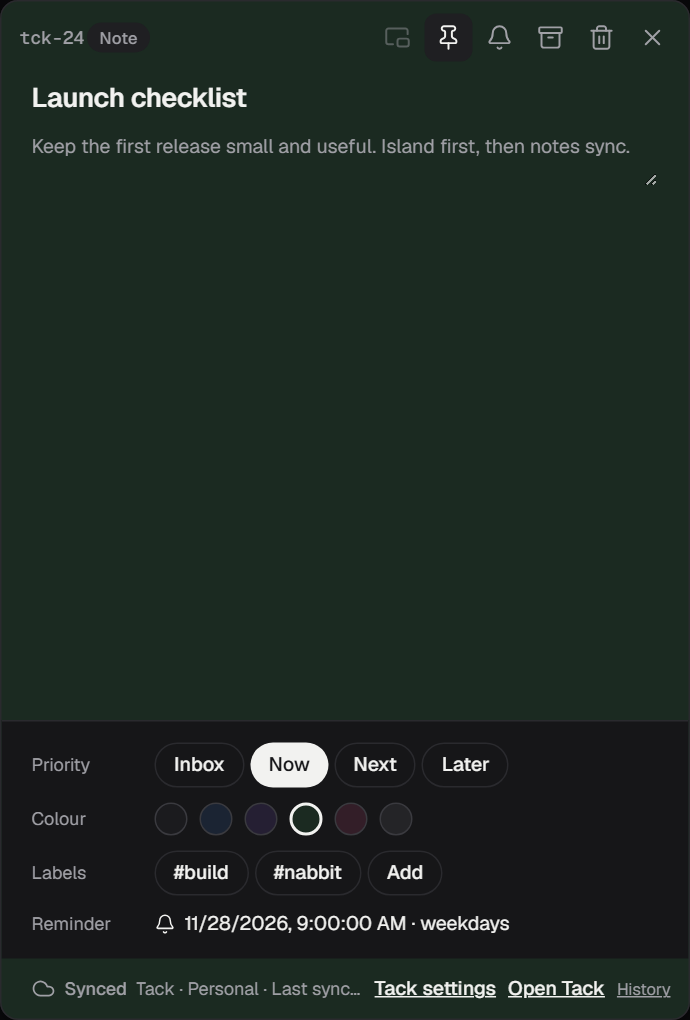 tck-24 Note
Launch checklist
Keep the first release small and useful. Island first, then notes sync.
Priority Inbox Now Next Later
Colour
Labels #build #nabbit Add
Reminder 11/28/2026, 9:00:00 AM · weekdays
Synced Tack · Personal · Last sync… Tack settings Open Tack History